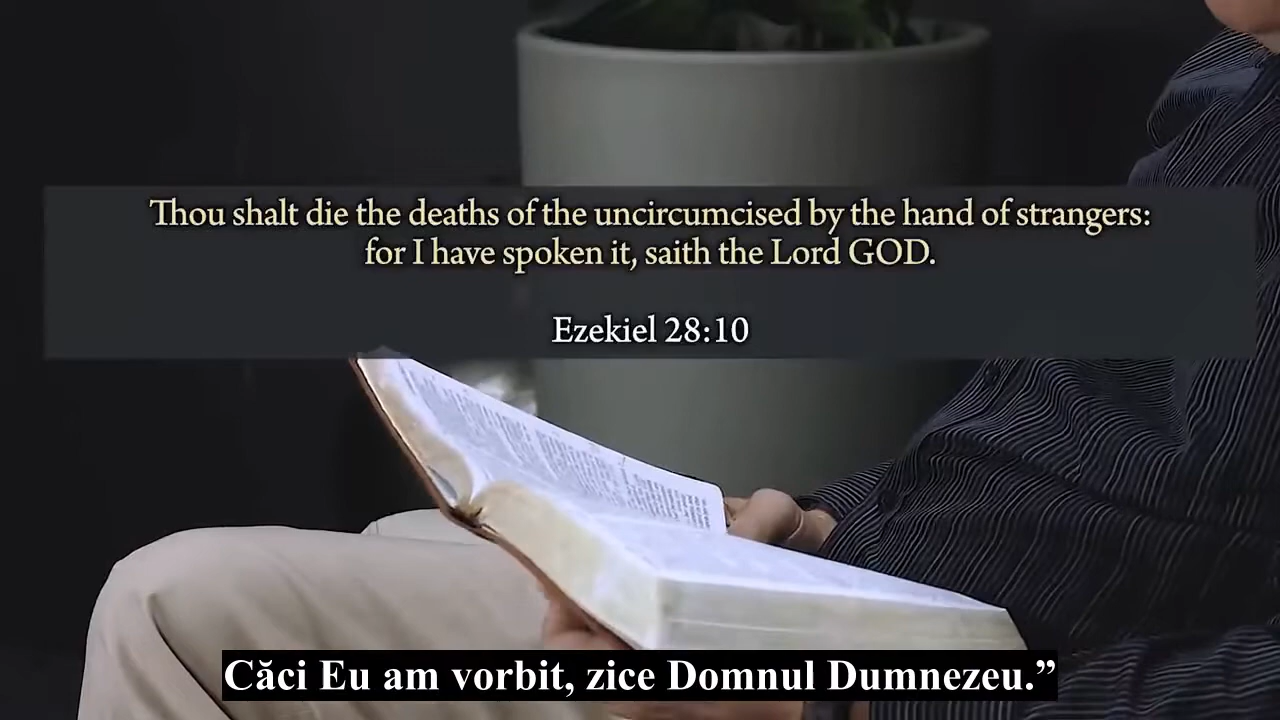 Thou shalt die the deaths of the uncircumcised by the hand of strangers:
for I have spoken it, saith the Lord GOD.
Ezekiel 28:10
Căci Eu am vorbit, zice Domnul Dumnezeu.”